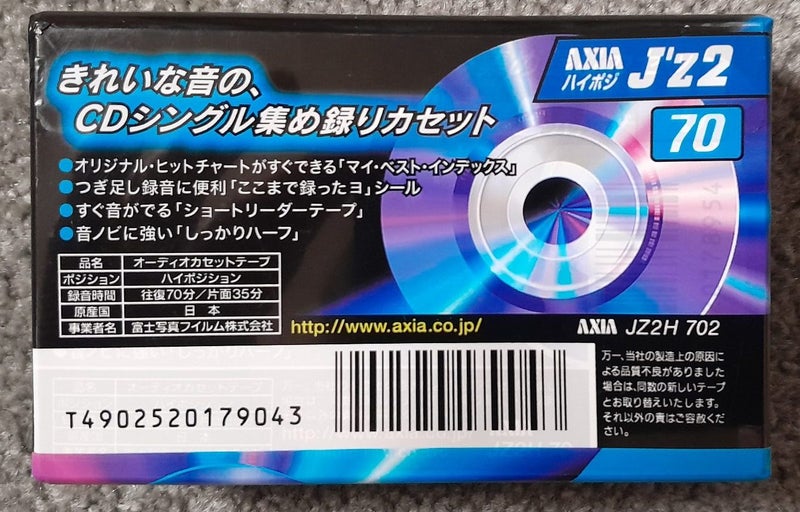 きれいな音の、
CDシングル集め録りカセット
AXIA
ハイポジ
J'z2
70
●オリジナル・ヒットチャートがすぐできる「マイ・ベスト・インデックス」
●つぎ足し録音に便利「ここまで録ったヨ」シール
●すぐ音がでる「ショートリーダーテープ」
●音ノビに強い「しっかりハーフ」
品名 オーディオカセットテープ
ポジション ハイポジション
録音時間 往復70分/片面35分
原産国 日本
事業者名 富士写真フイルム株式会社
http://www.axia.co.jp/
AXIA JZ2H 702
万一、当社の製造上の原因に
よる品質不良がありました
場合は、同数の新しいテープ
とお取り替えいたします。
それ以外の責はご容赦くだ
さい。
T4902520179043